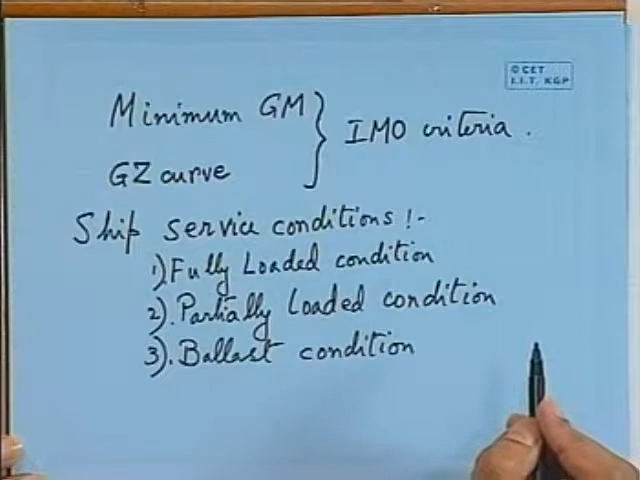 © CET
I.I.T. KGP
Minimum GM } IMO criteria.
GZ curve
Ship service conditions :-
1). Fully Loaded condition
2). Partially Loaded condition
3). Ballast condition